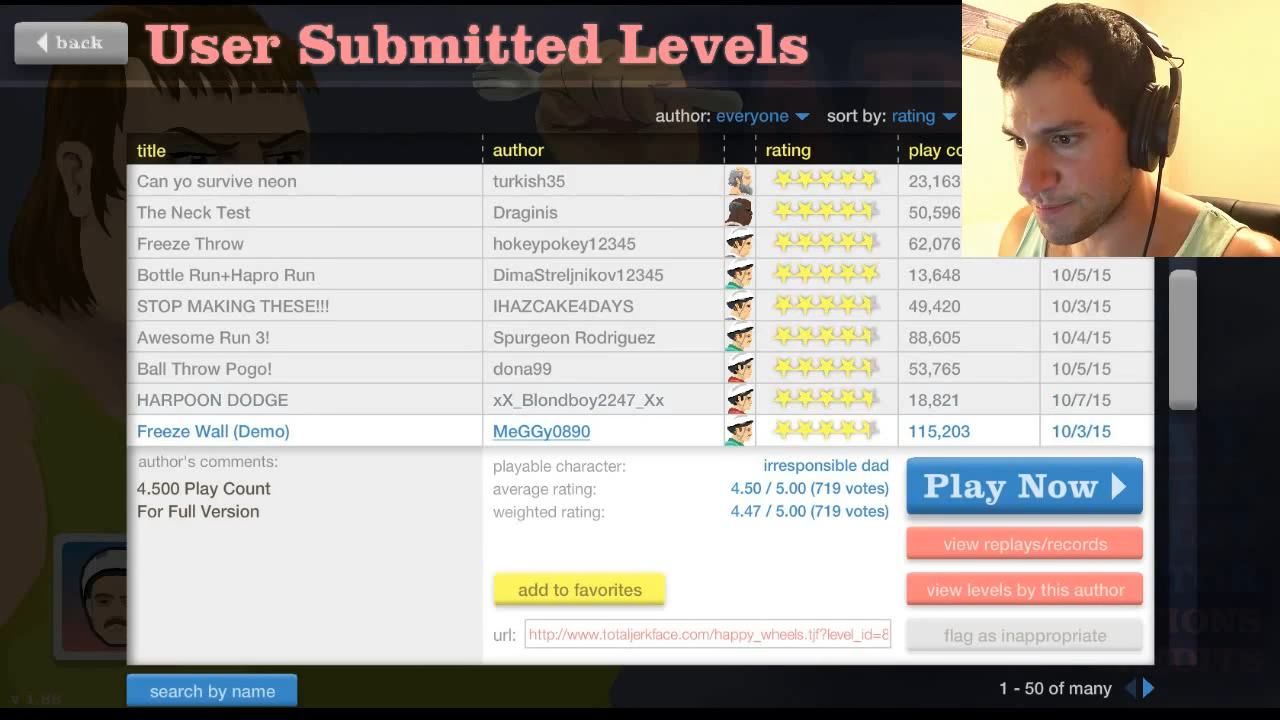 back
User Submitted Levels
author: everyone sort by: rating
title author rating play co
Can yo survive neon turkish35 23,163
The Neck Test Draginis 50,596
Freeze Throw hokeypokey12345 62,076
Bottle Run+Hapro Run DimaStreljnikov12345 13,648 10/5/15
STOP MAKING THESE!!! IHAZCAKE4DAYS 49,420 10/3/15
Awesome Run 3! Spurgeon Rodriguez 88,605 10/4/15
Ball Throw Pogo! dona99 53,765 10/5/15
HARPOON DODGE xX_Blondboy2247_Xx 18,821 10/7/15
Freeze Wall (Demo) MeGGy0890 115,203 10/3/15
author's comments: playable character: irresponsible dad
4.500 Play Count average rating: 4.50 / 5.00 (719 votes) Play Now
For Full Version weighted rating: 4.47 / 5.00 (719 votes)
view replays/records
add to favorites view levels by this author
url: http://www.totaljerkface.com/happy_wheels.tjf?level_id=8 flag as inappropriate
search by name 1 - 50 of many
v 1.88